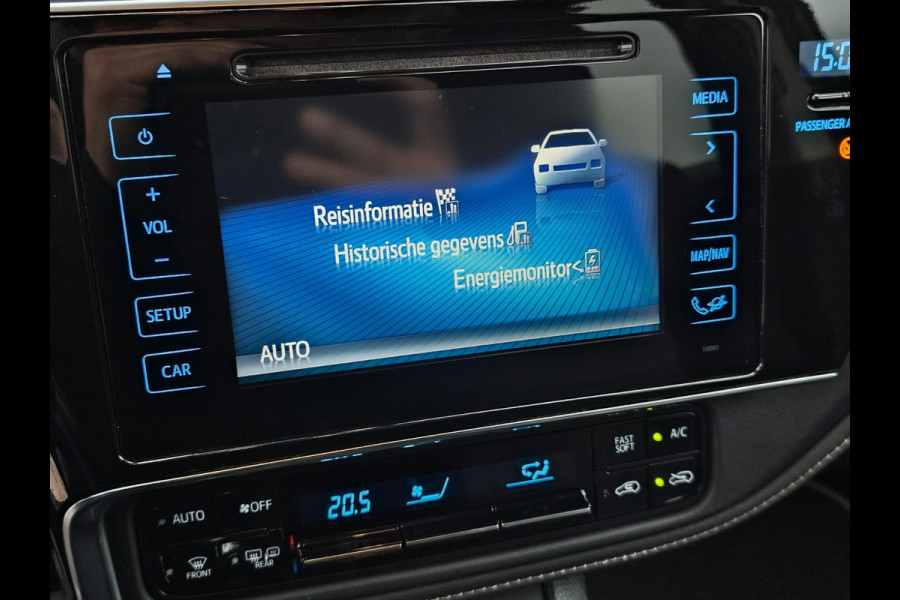 15:0
PASSENGER A
MEDIA
VOL
SETUP
CAR
MAP/NAV
Reisinformatie
Historische gegevens
Energiemonitor
AUTO
FAST
SOFT
A/C
20.5
AUTO
OFF
FRONT
REAR